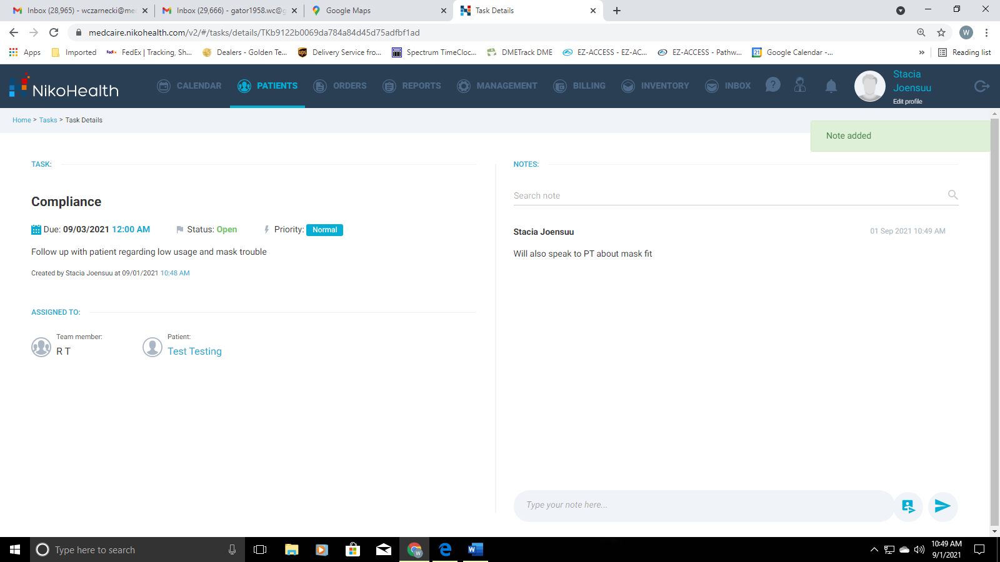 Inbox (28,965) - wczarnecki@me
Inbox (29,666) - gator1958.wc@g
Google Maps
Task Details
medcaire.nikohealth.com/v2/#/tasks/details/TKb9122b0069da784a84d45d75adfbf1ad
W
Apps
Imported
FedEx
FedEx | Tracking, Sh...
Dealers - Golden Te...
ups
Delivery Service fro...
Spectrum TimeCloc...
DMETrack DME
EZ-ACCESS - EZ-AC...
EZ-ACCESS - Pathw...
21
Google Calendar -...
»
Reading list
NikoHealth
CALENDAR
PATIENTS
ORDERS
REPORTS
MANAGEMENT
BILLING
INVENTORY
INBOX
?
Stacia
Joensuu
Edit profile
Home > Tasks > Task Details
Note added
TASK:
Compliance
Due: 09/03/2021 12:00 AM
Status: Open
Priority: Normal
Follow up with patient regarding low usage and mask trouble
Created by Stacia Joensuu at 09/01/2021 10:48 AM
ASSIGNED TO:
Team member:
R T
Patient:
Test Testing
NOTES:
Search note
Stacia Joensuu
01 Sep 2021 10:49 AM
Will also speak to PT about mask fit
Type your note here...
Type here to search
W
W
10:49 AM
9/1/2021